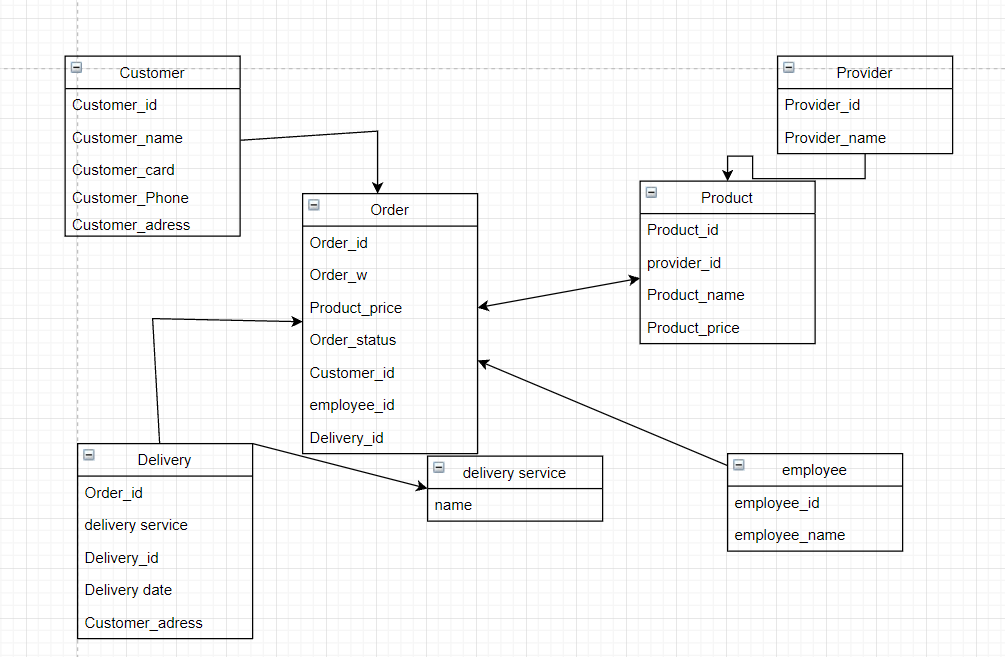 Customer
Customer_id
Customer_name
Customer_card
Customer_Phone
Customer_adress
Provider
Provider_id
Provider_name
Product
Product_id
provider_id
Product_name
Product_price
Order
Order_id
Order_w
Product_price
Order_status
Customer_id
employee_id
Delivery_id
Delivery
Order_id
delivery service
Delivery_id
Delivery date
Customer_adress
delivery service
name
employee
employee_id
employee_name